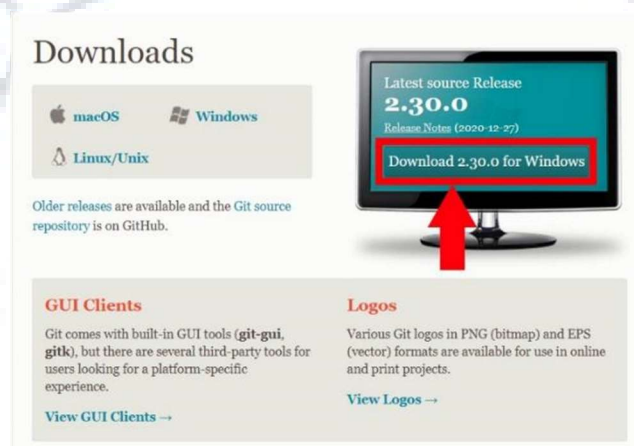 Downloads
macOS
Windows
Linux/Unix
Older releases are available and the Git source
repository is on GitHub.
Latest source Release
2.30.0
Release Notes (2020-12-27)
Download 2.30.0 for Windows
GUI Clients
Git comes with built-in GUI tools (git-gui,
gitk), but there are several third-party tools for
users looking for a platform-specific
experience.
View GUI Clients →
Logos
Various Git logos in PNG (bitmap) and EPS
(vector) formats are available for use in online
and print projects.
View Logos →